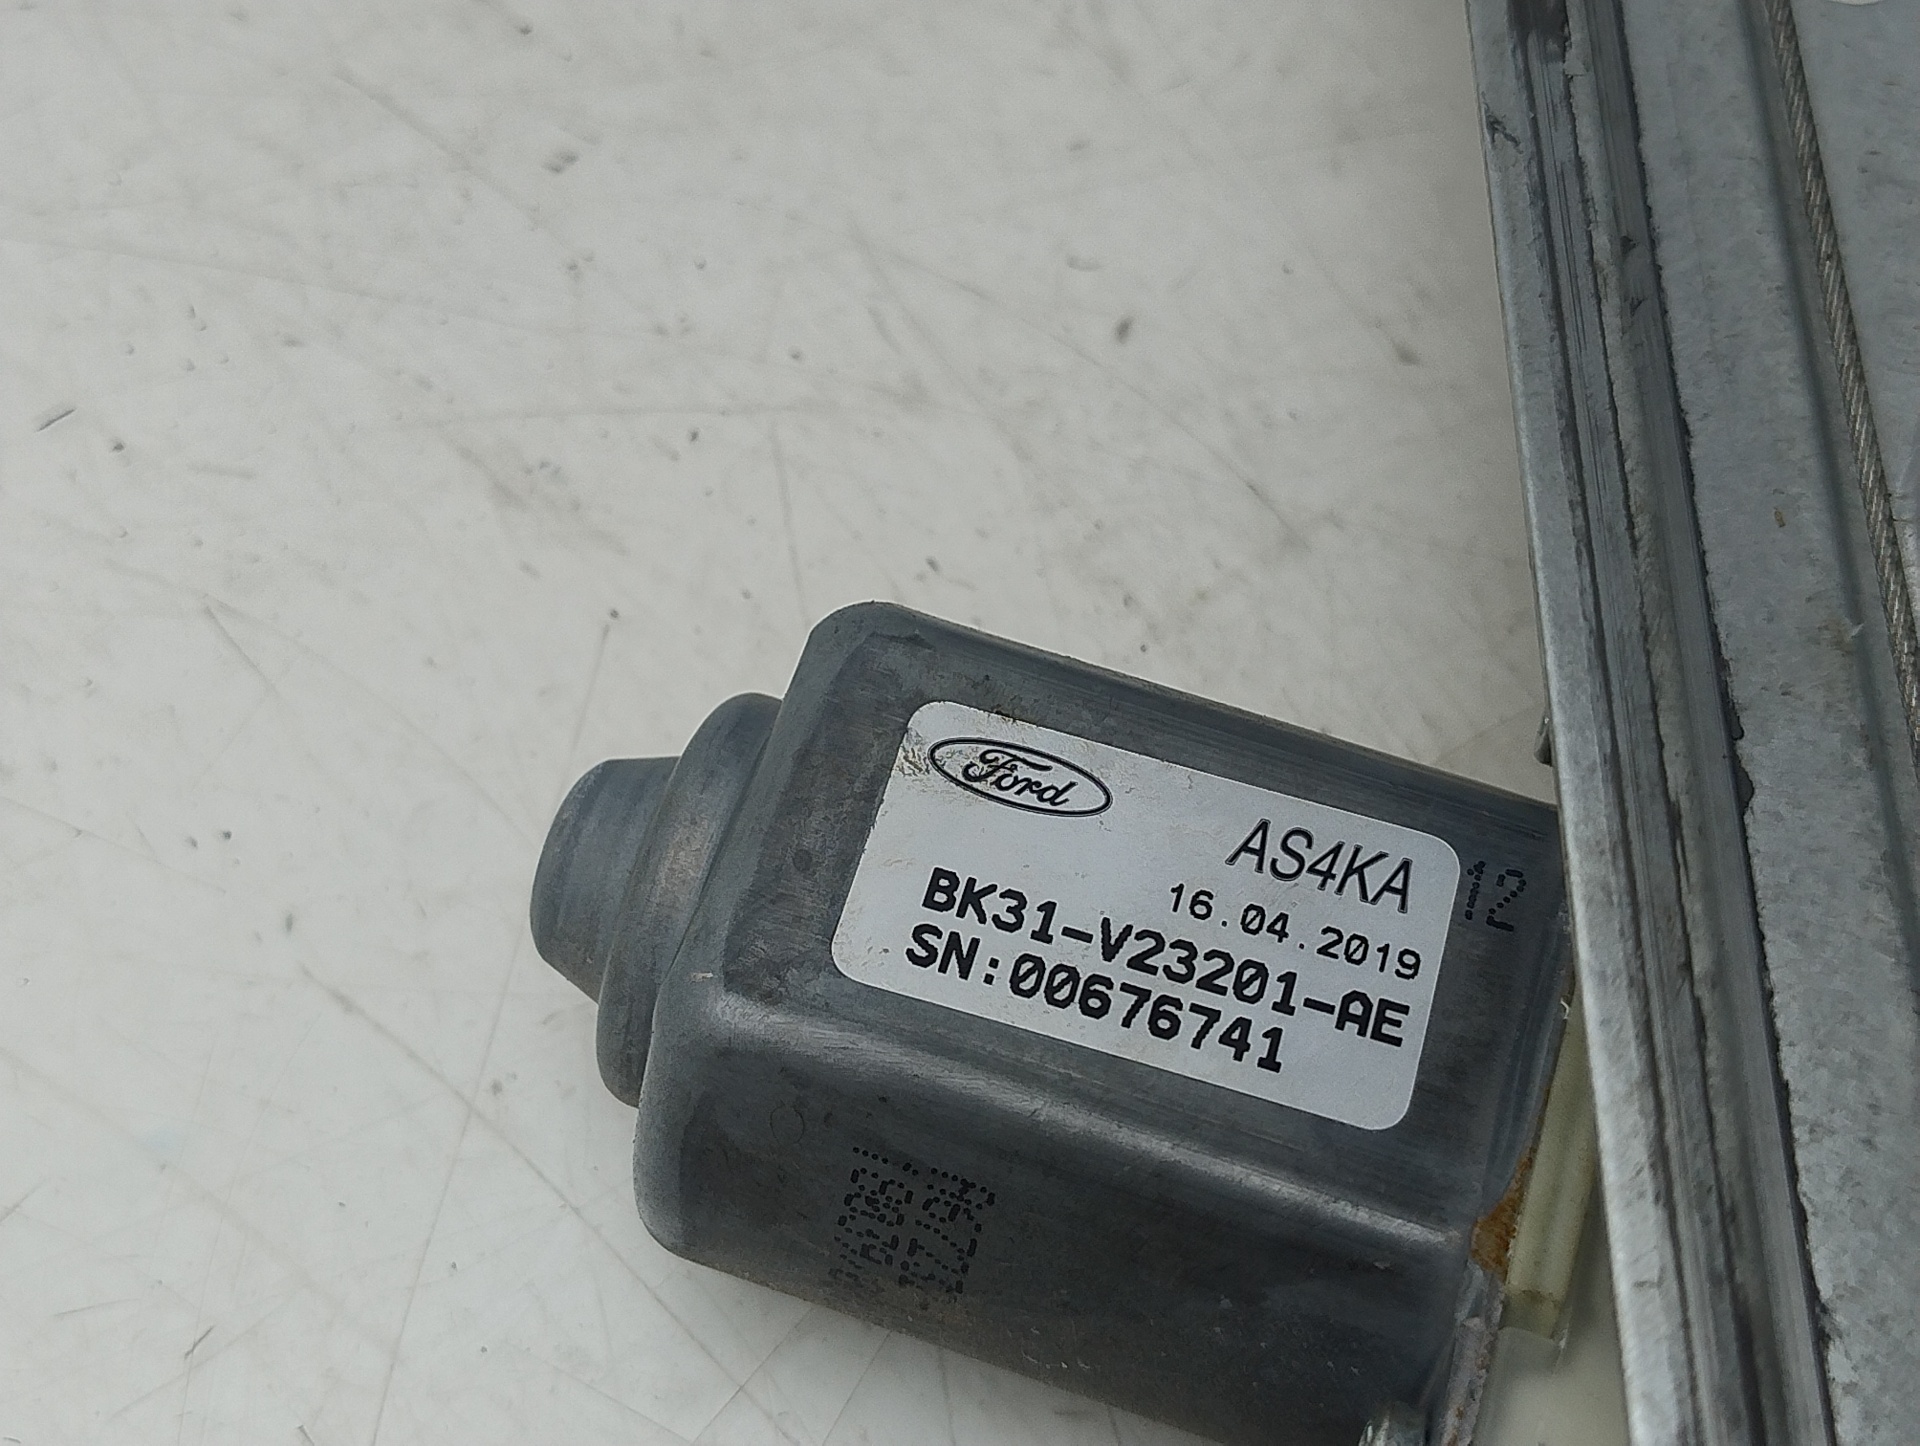 Ford
AS4KA
16.04.2019
BK31-V23201-AE
SN:00676741